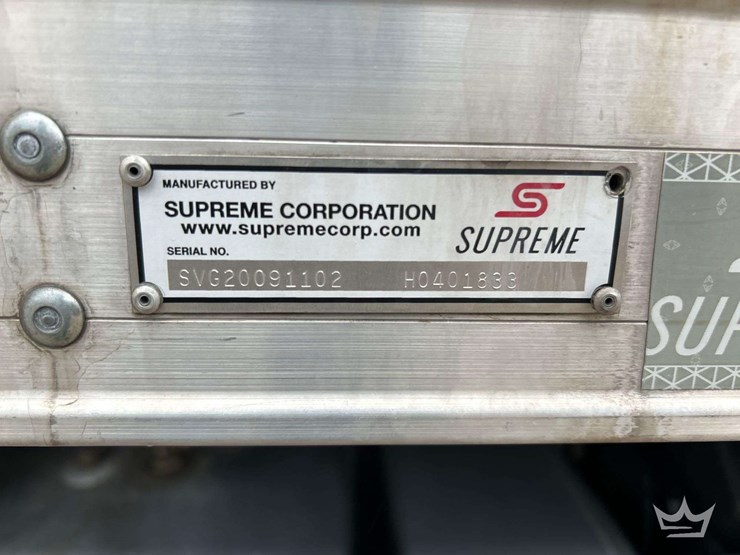 MANUFACTURED BY
SUPREME CORPORATION
www.supremecorp.com
SUPREME
SERIAL NO.
SVG20091102 H0401833